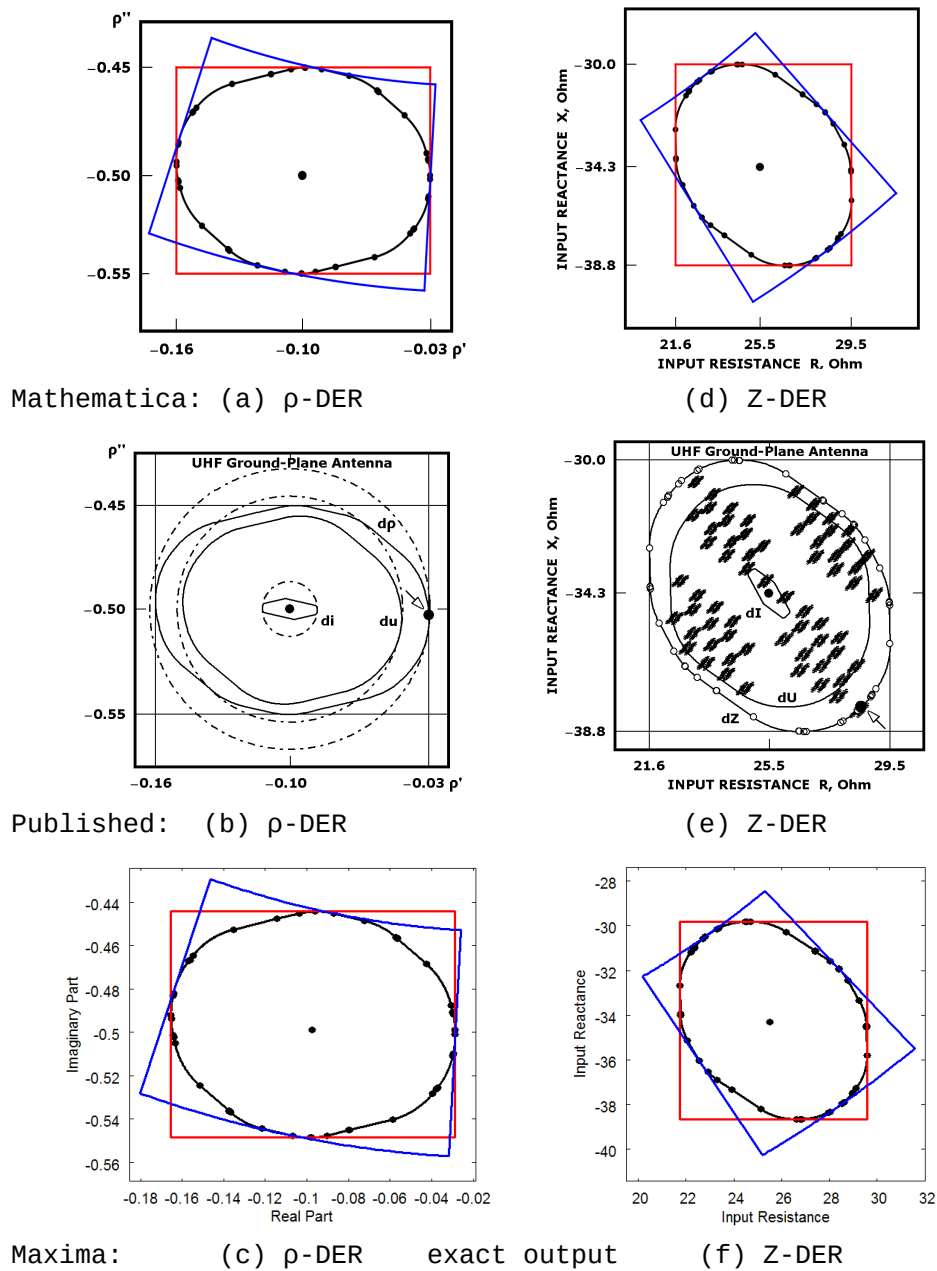 ρ''
−0.45
−0.50
−0.55
−0.16
−0.10
−0.03 ρ'
INPUT REACTANCE X, Ohm
−30.0
−34.3
−38.8
21.6
25.5
29.5
INPUT RESISTANCE R, Ohm
Mathematica: (a) ρ-DER
(d) Z-DER
ρ''
UHF Ground-Plane Antenna
−0.45
−0.50
−0.55
dρ
di
du
−0.16
−0.10
−0.03 ρ'
INPUT REACTANCE X, Ohm
UHF Ground-Plane Antenna
−30.0
−34.3
−38.8
dI
dU
dZ
21.6
25.5
29.5
INPUT RESISTANCE R, Ohm
Published: (b) ρ-DER
(e) Z-DER
Imaginary Part
-0.44
-0.46
-0.48
-0.5
-0.52
-0.54
-0.56
-0.18
-0.16
-0.14
-0.12
-0.1
-0.08
-0.06
-0.04
-0.02
Real Part
Input Reactance
-28
-30
-32
-34
-36
-38
-40
20
22
24
26
28
30
32
Input Resistance
Maxima: (c) ρ-DER exact output (f) Z-DER